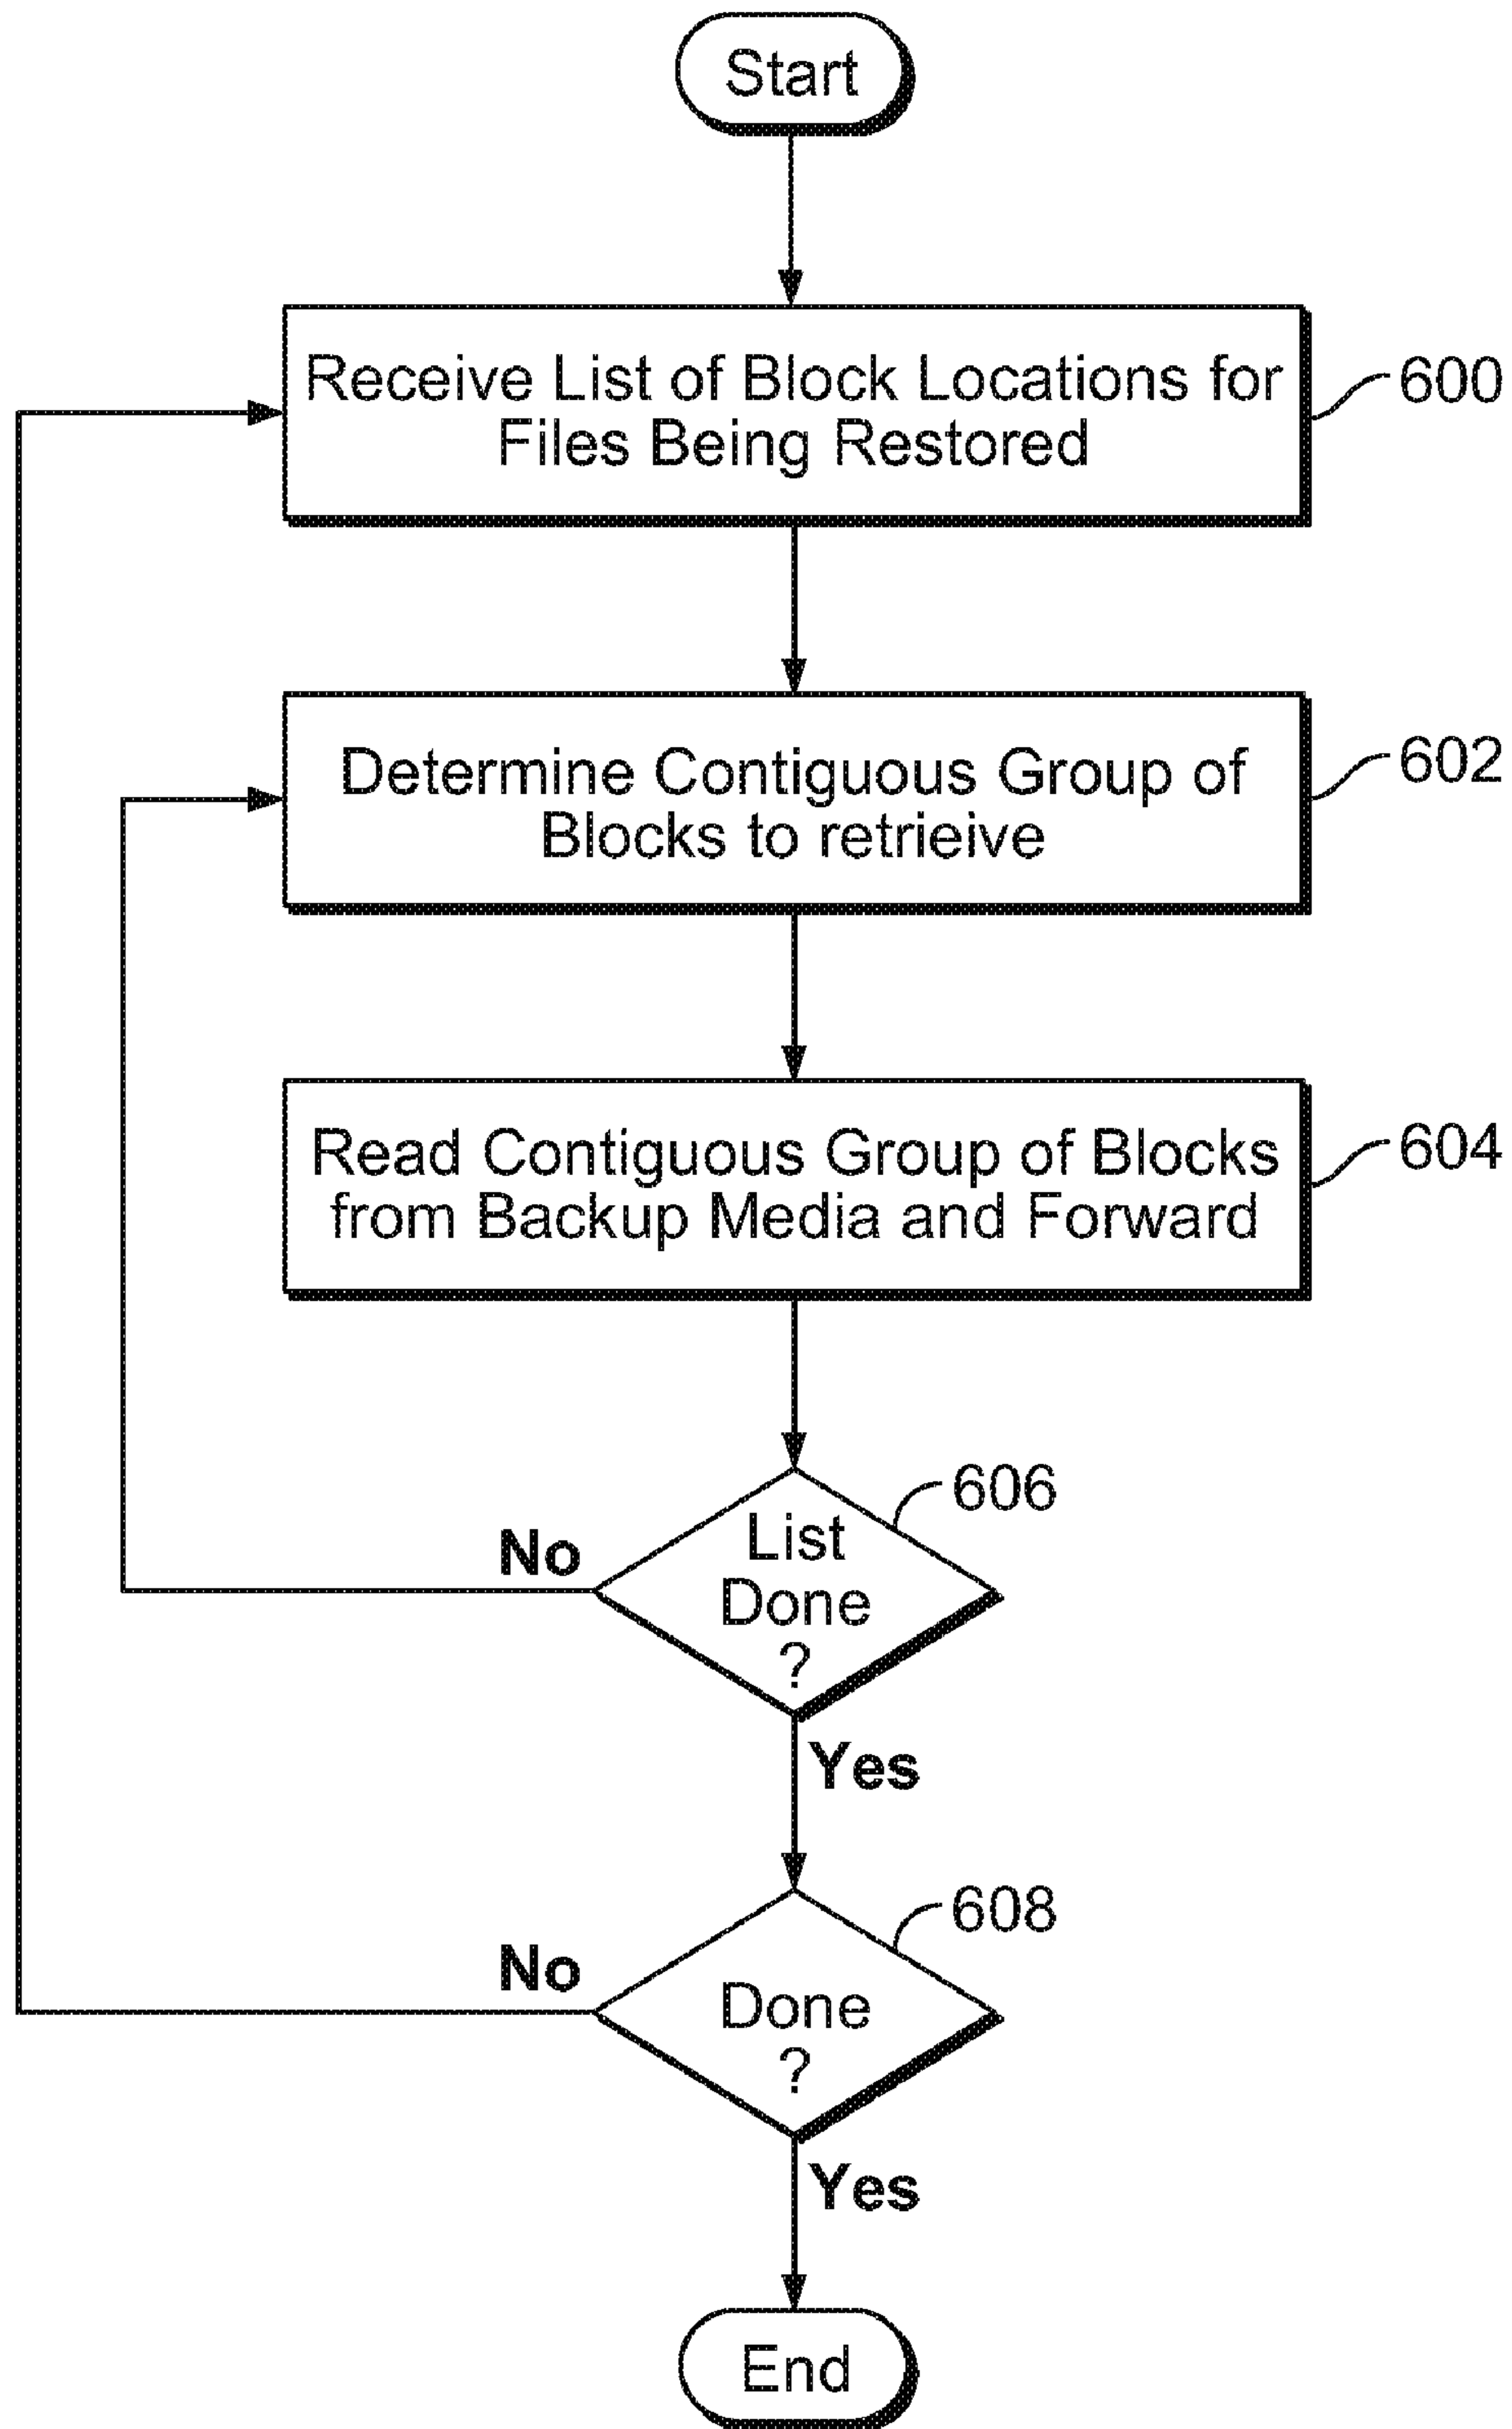 Start
Receive List of Block Locations for
Files Being Restored
600
Determine Contiguous Group of
Blocks to retrieive
602
Read Contiguous Group of Blocks
from Backup Media and Forward
604
606
List
Done
?
No
Yes
608
Done
?
No
Yes
End